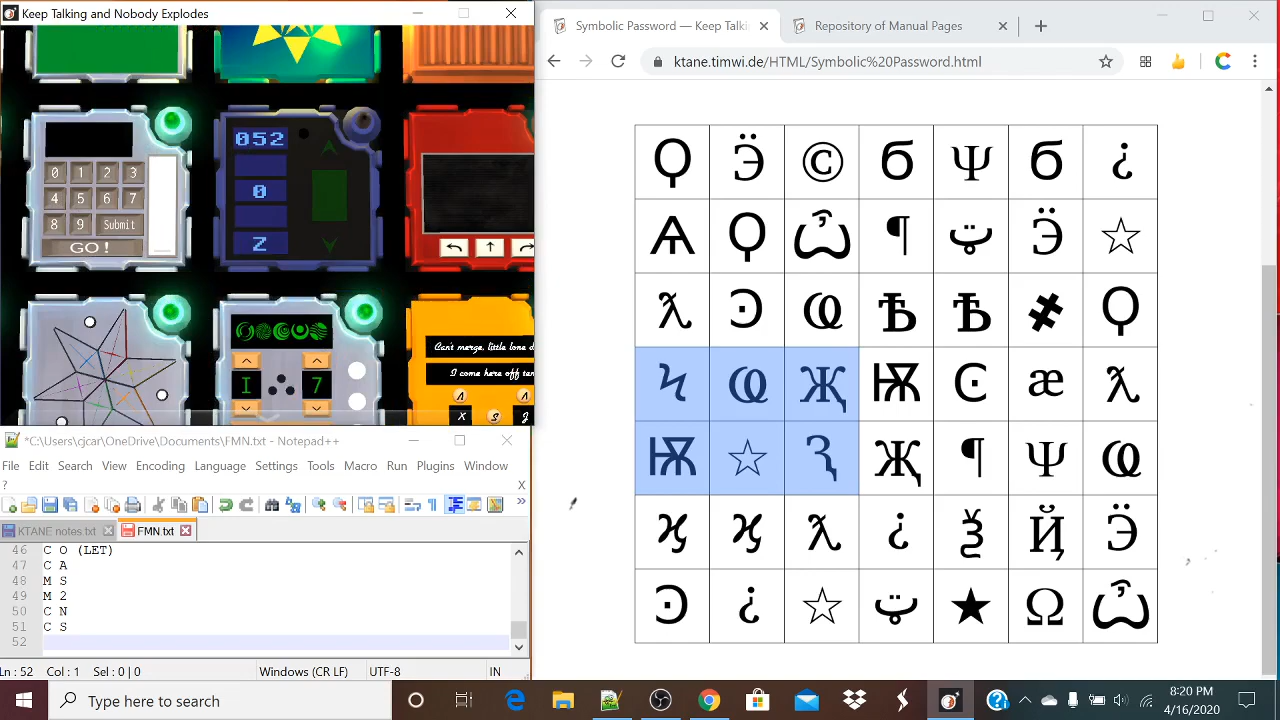 Keep Talking and Nobody Explodes
052
0 1 2 3
4 5 6 7
8 9 Submit
GO !
0
Z
I 7
Can't merge, little lone d
I come here off tan
A A
X S J
*C:\Users\cjcar\OneDrive\Documents\FMN.txt - Notepad++
File Edit Search View Encoding Language Settings Tools Macro Run Plugins Window
? X
KTANE notes.txt FMN.txt
46 C O (LET)
47 C A
48 M S
49 M 2
50 C N
51 C S
52
Ln : 52 Col : 1 Sel : 0 | 0 Windows (CR LF) UTF-8 IN
Symbolic Password — Keep Talki Repository of Manual Pages
ktane.timwi.de/HTML/Symbolic%20Password.html
Ϙ Ӭ © Ϭ Ψ Ϭ ¿
Ѧ Ϙ Ѽ ¶ ټ Ӭ ☆
ƛ Э Ҩ Ѣ Ѣ ҂ Ϙ
Ϟ Ҩ Җ Ѭ Ͼ æ ƛ
Ѭ ☆ Ԇ Җ ¶ Ψ Ҩ
ϗ ϗ ƛ ¿ Ѯ Ҋ Ӭ
Ͽ ¿ ☆ ټ ★ Ω Ѽ
Type here to search
8:20 PM
4/16/2020